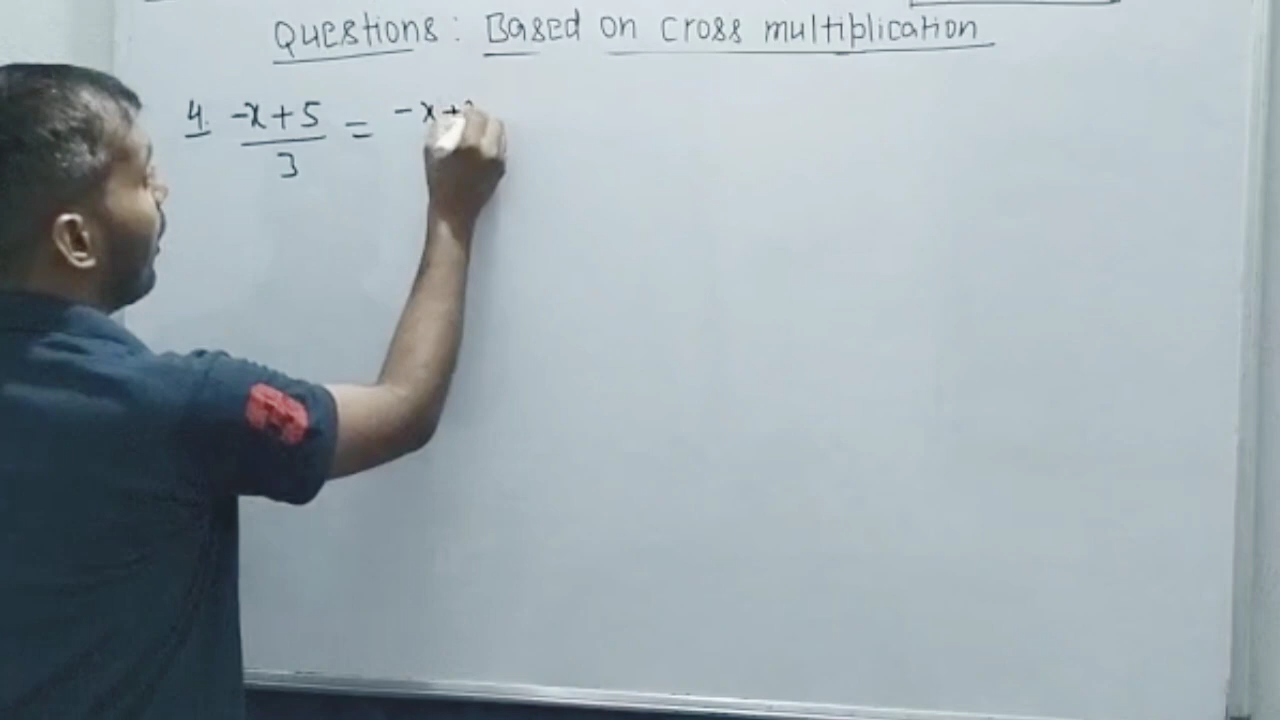 Questions : Based on cross multiplication
4. -x+5/3 = -x+